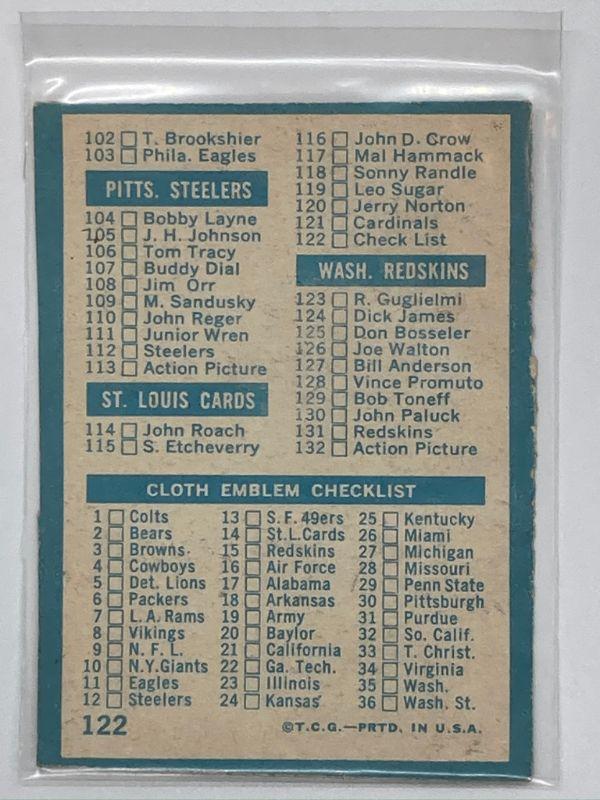 102 T. Brookshier
103 Phila. Eagles
PITTS. STEELERS
104 Bobby Layne
105 J. H. Johnson
106 Tom Tracy
107 Buddy Dial
108 Jim Orr
109 M. Sandusky
110 John Reger
111 Junior Wren
112 Steelers
113 Action Picture
ST. LOUIS CARDS
114 John Roach
115 S. Etcheverry
116 John D. Crow
117 Mal Hammack
118 Sonny Randle
119 Leo Sugar
120 Jerry Norton
121 Cardinals
122 Check List
WASH. REDSKINS
123 R. Guglielmi
124 Dick James
125 Don Bosseler
126 Joe Walton
127 Bill Anderson
128 Vince Promuto
129 Bob Toneff
130 John Paluck
131 Redskins
132 Action Picture
CLOTH EMBLEM CHECKLIST
1 Colts
2 Bears
3 Browns
4 Cowboys
5 Det. Lions
6 Packers
7 L.A. Rams
8 Vikings
9 N. F. L.
10 N.Y. Giants
11 Eagles
12 Steelers
13 S. F. 49ers
14 St. L. Cards
15 Redskins
16 Air Force
17 Alabama
18 Arkansas
19 Army
20 Baylor
21 California
22 Ga. Tech.
23 Illinois
24 Kansas
25 Kentucky
26 Miami
27 Michigan
28 Missouri
29 Penn State
30 Pittsburgh
31 Purdue
32 So. Calif.
33 T. Christ.
34 Virginia
35 Wash.
36 Wash. St.
122
©T.C.G.—PRTD. IN U.S.A.